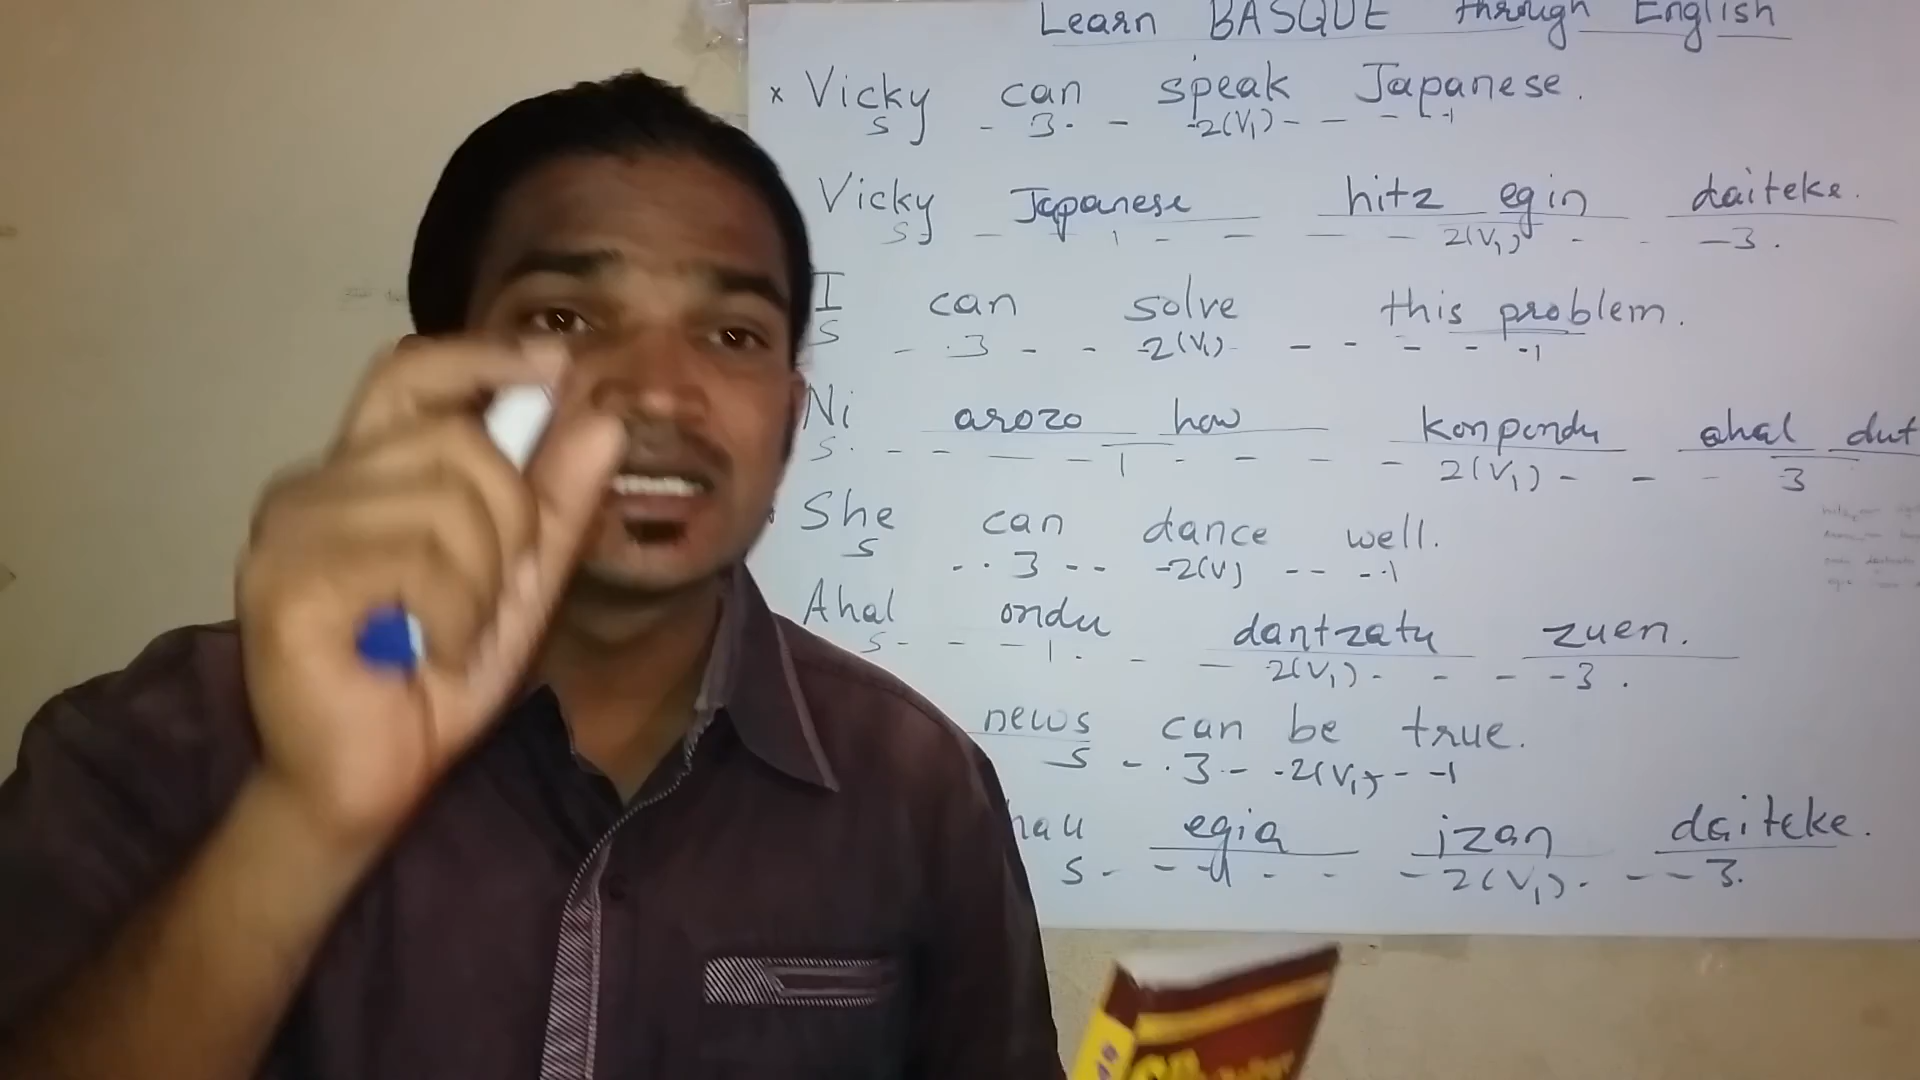 Learn BASQUE through English
x Vicky can speak Japanese.
S - 3 - - 2(V1) - - - - 1
Vicky Japanese hitz egin daiteke.
S - - 1 - - - - 2(V1) - - - 3.
I can solve this problem.
S - 3 - - 2(V1) - - - - - 1
Ni arozo hau konpondu ahal dut
S. - - - - 1 - - - - 2(V1) - - - 3
She can dance well.
S - - 3 - - - 2(V) - - - - 1
Ahal ondu dantzatu zuen.
S - - - 1 - - - 2(V1) - - - - 3.
news can be true.
S - 3 - - 2(V1) - - - 1
hau egia izan daiteke.
S - - - 1 - - - 2(V1) - - - 3.